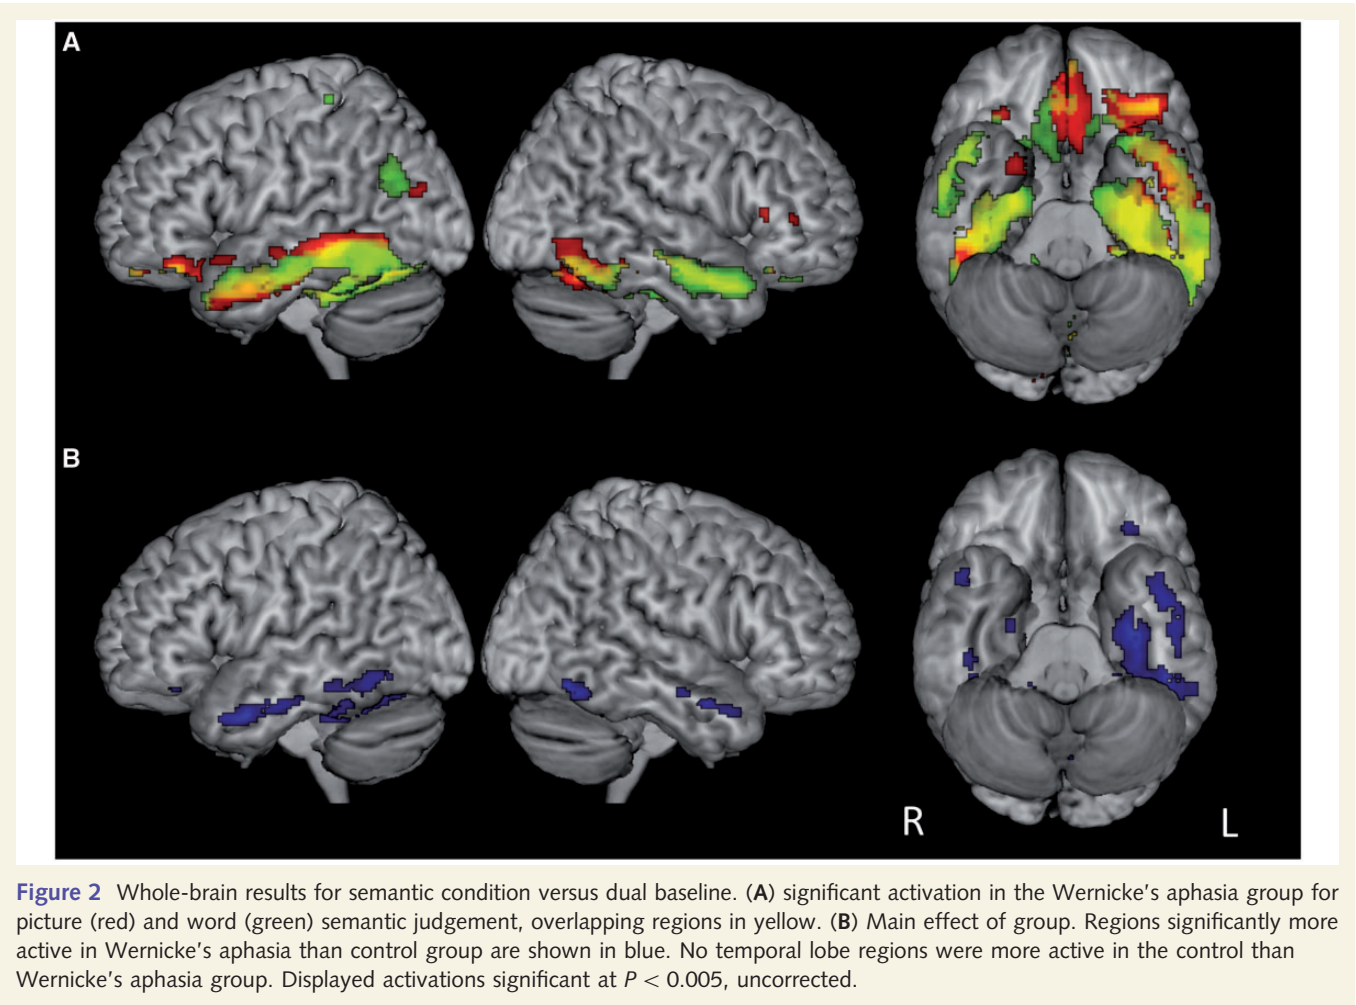 A
B
R L
Figure 2 Whole-brain results for semantic condition versus dual baseline. (A) significant activation in the Wernicke's aphasia group for
picture (red) and word (green) semantic judgement, overlapping regions in yellow. (B) Main effect of group. Regions significantly more
active in Wernicke's aphasia than control group are shown in blue. No temporal lobe regions were more active in the control than
Wernicke's aphasia group. Displayed activations significant at P < 0.005, uncorrected.